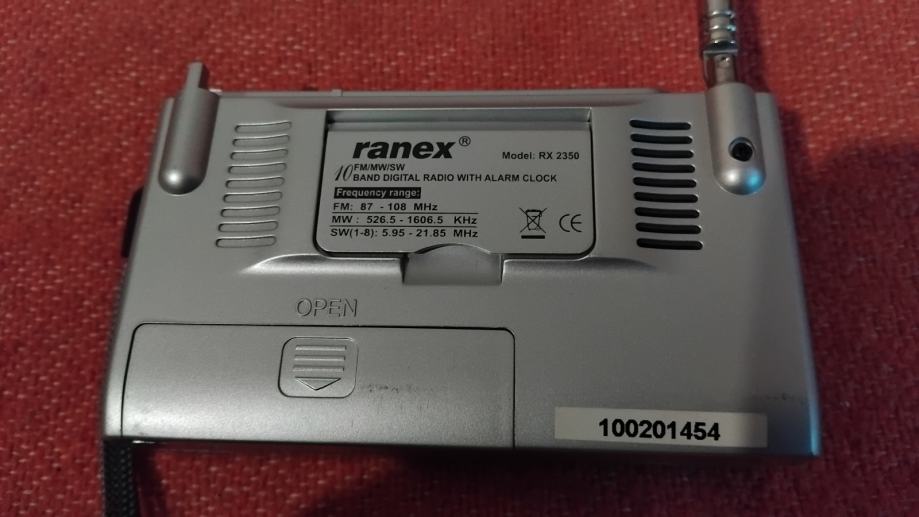 ranex®
Model: RX 2350
10 FM/MW/SW
BAND DIGITAL RADIO WITH ALARM CLOCK
Frequency range:
FM: 87 - 108 MHz
MW : 526.5 - 1606.5 KHz
SW(1-8): 5.95 - 21.85 MHz
CE
OPEN
100201454